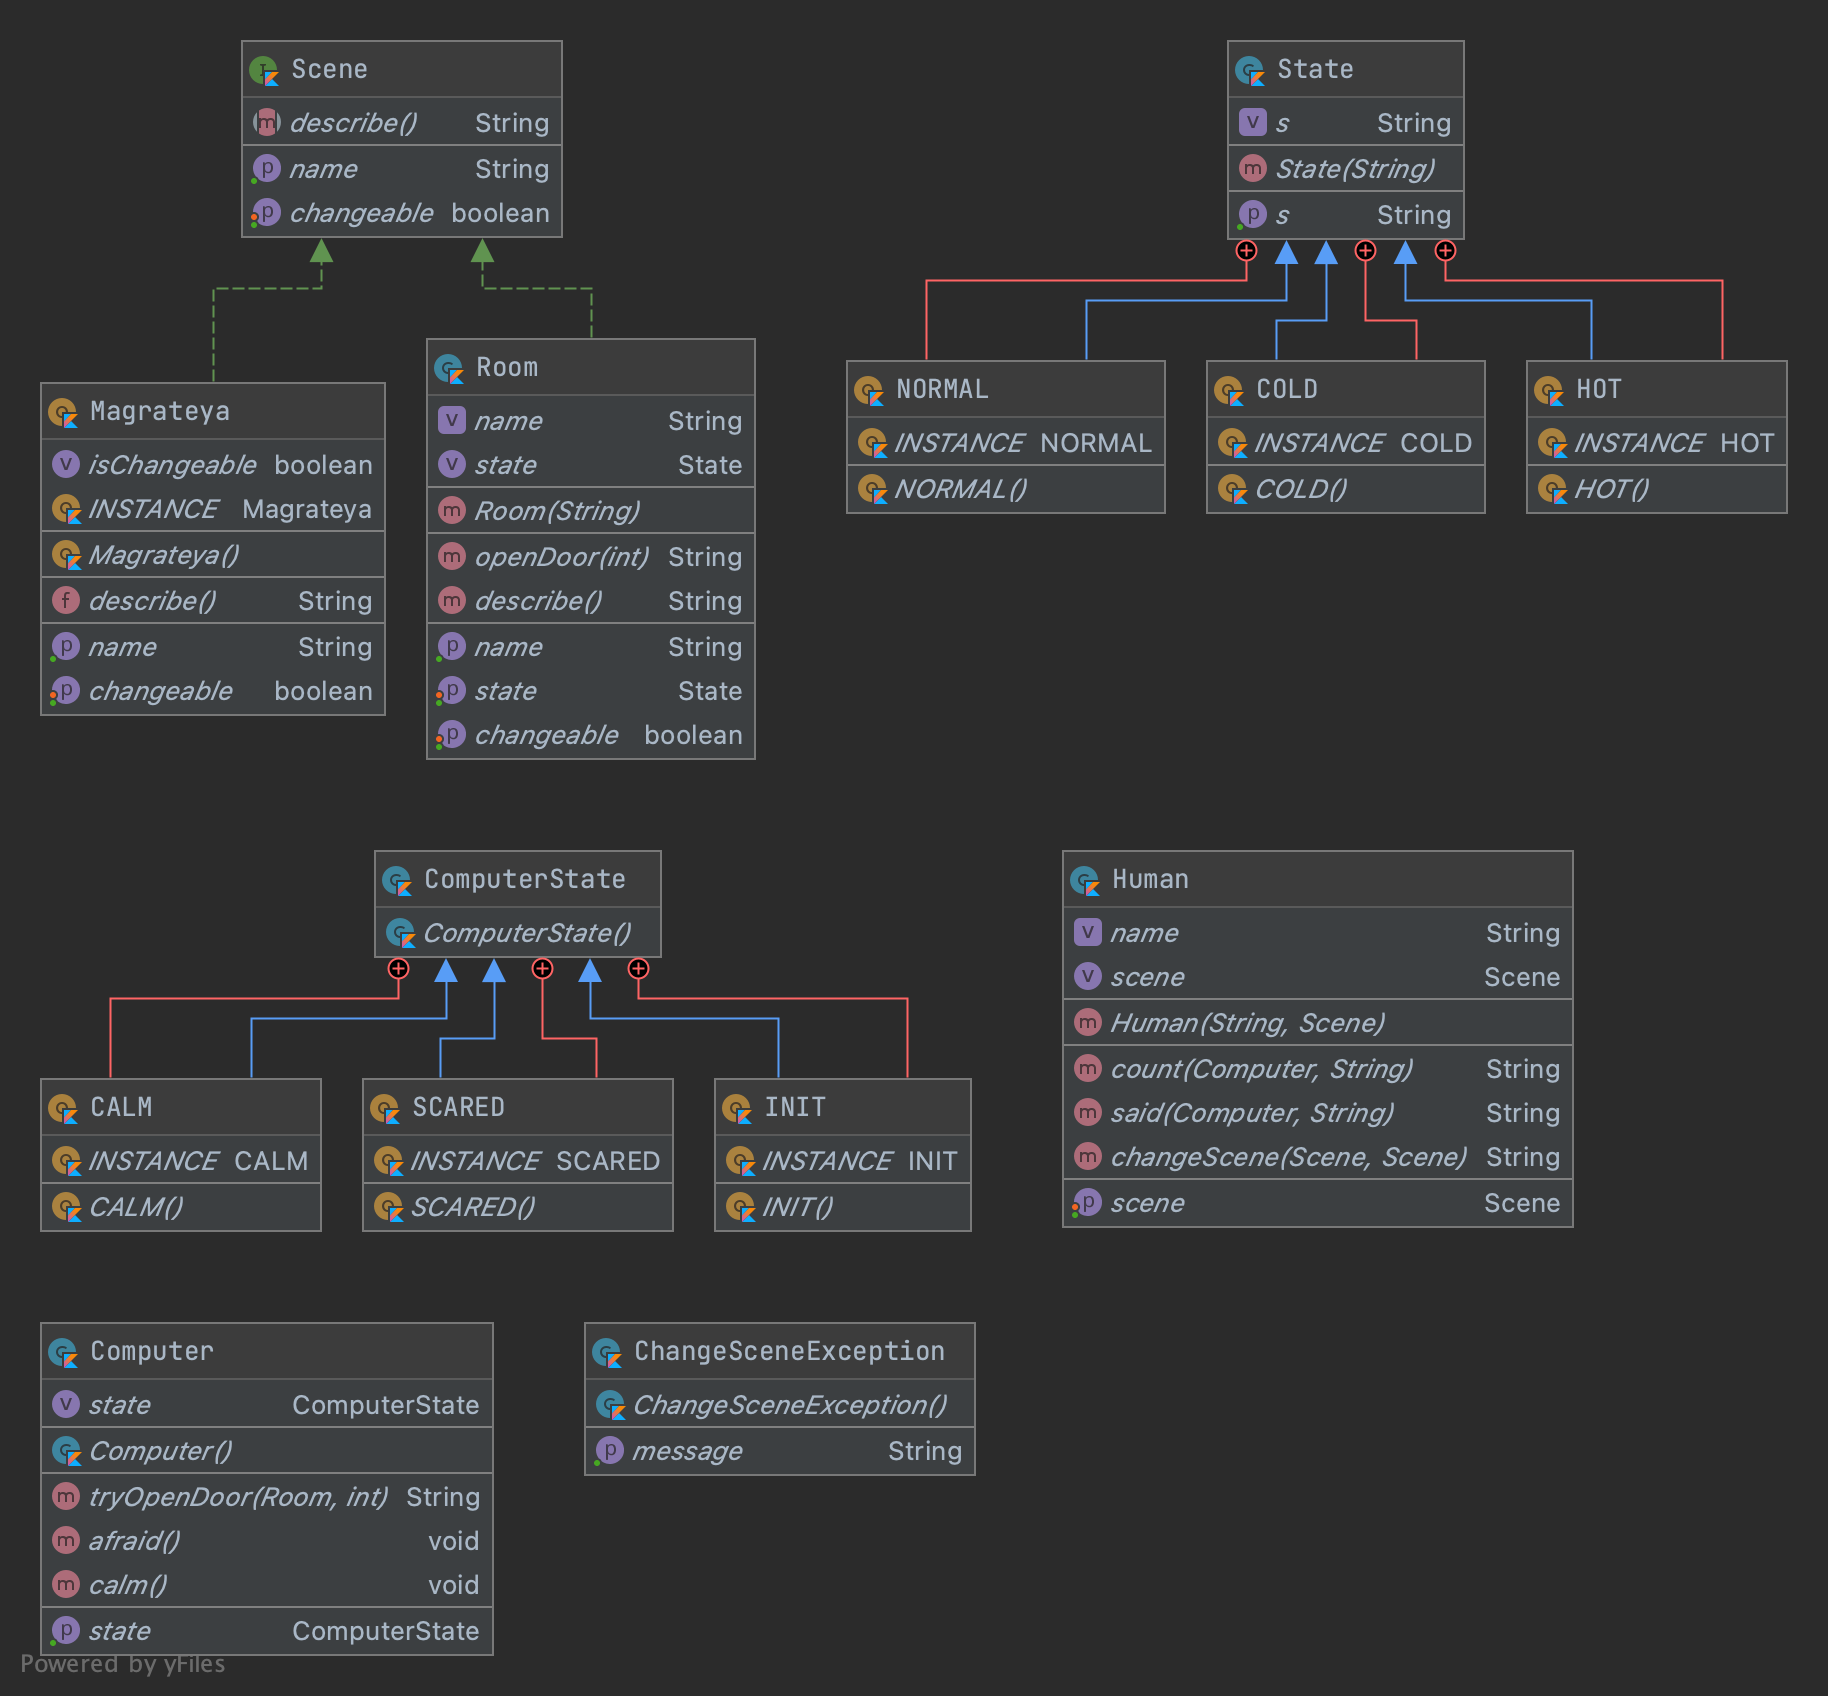 Scene
describe() String
name String
changeable boolean
State
s String
State(String)
s String
Magrateya
isChangeable boolean
INSTANCE Magrateya
Magrateya()
describe() String
name String
changeable boolean
Room
name String
state State
Room(String)
openDoor(int) String
describe() String
name String
state State
changeable boolean
NORMAL
INSTANCE NORMAL
NORMAL()
COLD
INSTANCE COLD
COLD()
HOT
INSTANCE HOT
HOT()
ComputerState
ComputerState()
CALM
INSTANCE CALM
CALM()
SCARED
INSTANCE SCARED
SCARED()
INIT
INSTANCE INIT
INIT()
Human
name String
scene Scene
Human(String, Scene)
count(Computer, String) String
said(Computer, String) String
changeScene(Scene, Scene) String
scene Scene
Computer
state ComputerState
Computer()
tryOpenDoor(Room, int) String
afraid() void
calm() void
state ComputerState
ChangeSceneException
ChangeSceneException()
message String
Powered by yFiles